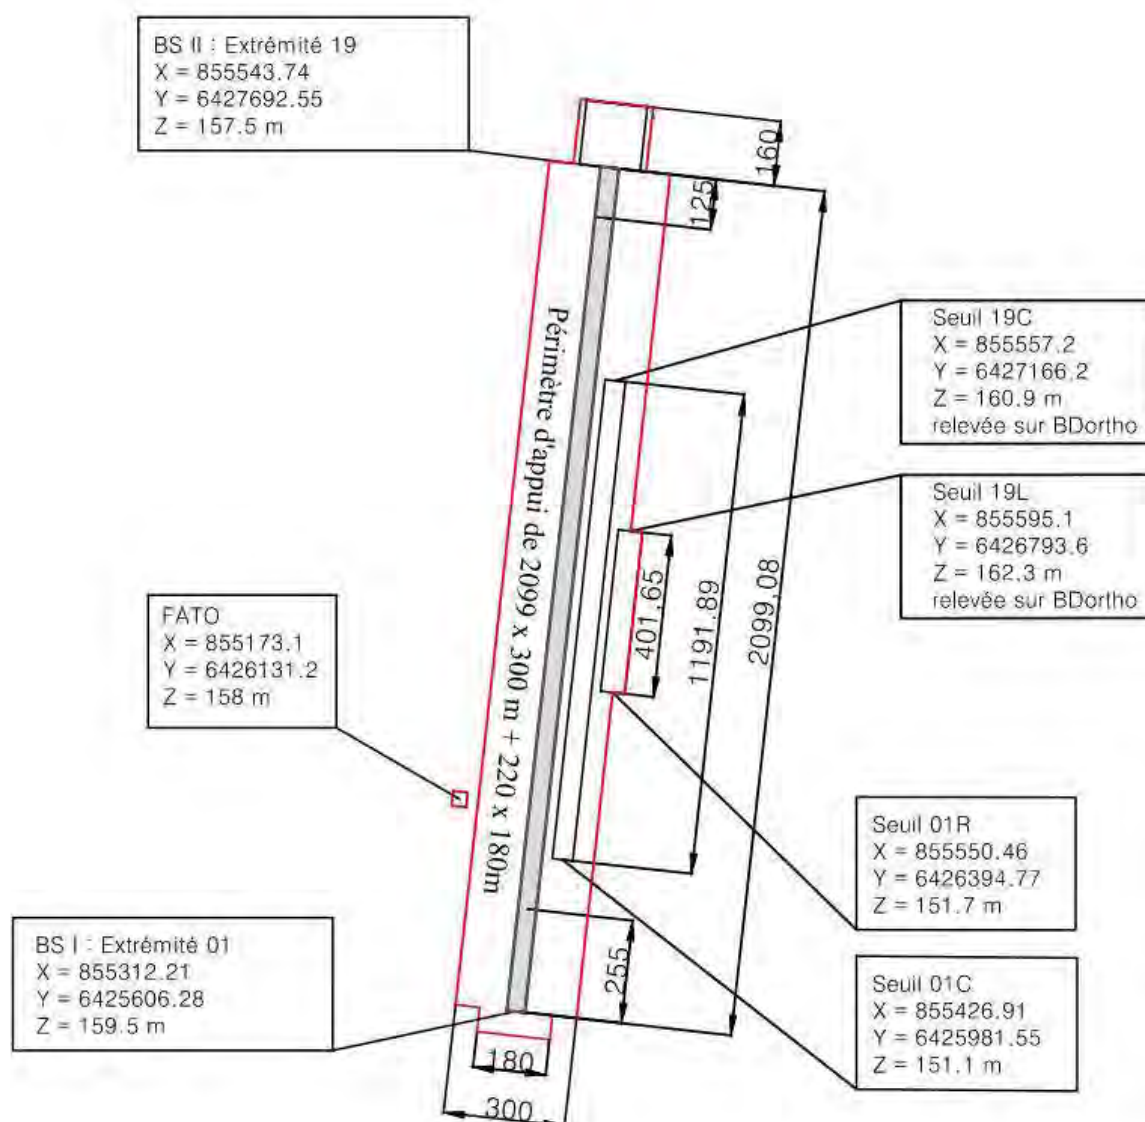 BS II : Extrémité 19
X = 855543.74
Y = 6427692.55
Z = 157.5 m
160
125
Seuil 19C
X = 855557.2
Y = 6427166.2
Z = 160.9 m
relevée sur BDortho
Seuil 19L
X = 855595.1
Y = 6426793.6
Z = 162.3 m
relevée sur BDortho
Périmètre d'appui de 2099 x 300 m + 220 x 180m
401,65
1191.89
2099,08
FATO
X = 855173.1
Y = 6426131.2
Z = 158 m
Seuil 01R
X = 855550.46
Y = 6426394.77
Z = 151.7 m
BS I : Extrémité 01
X = 855312.21
Y = 6425606.28
Z = 159.5 m
255
Seuil 01C
X = 855426.91
Y = 6425981.55
Z = 151.1 m
180
300